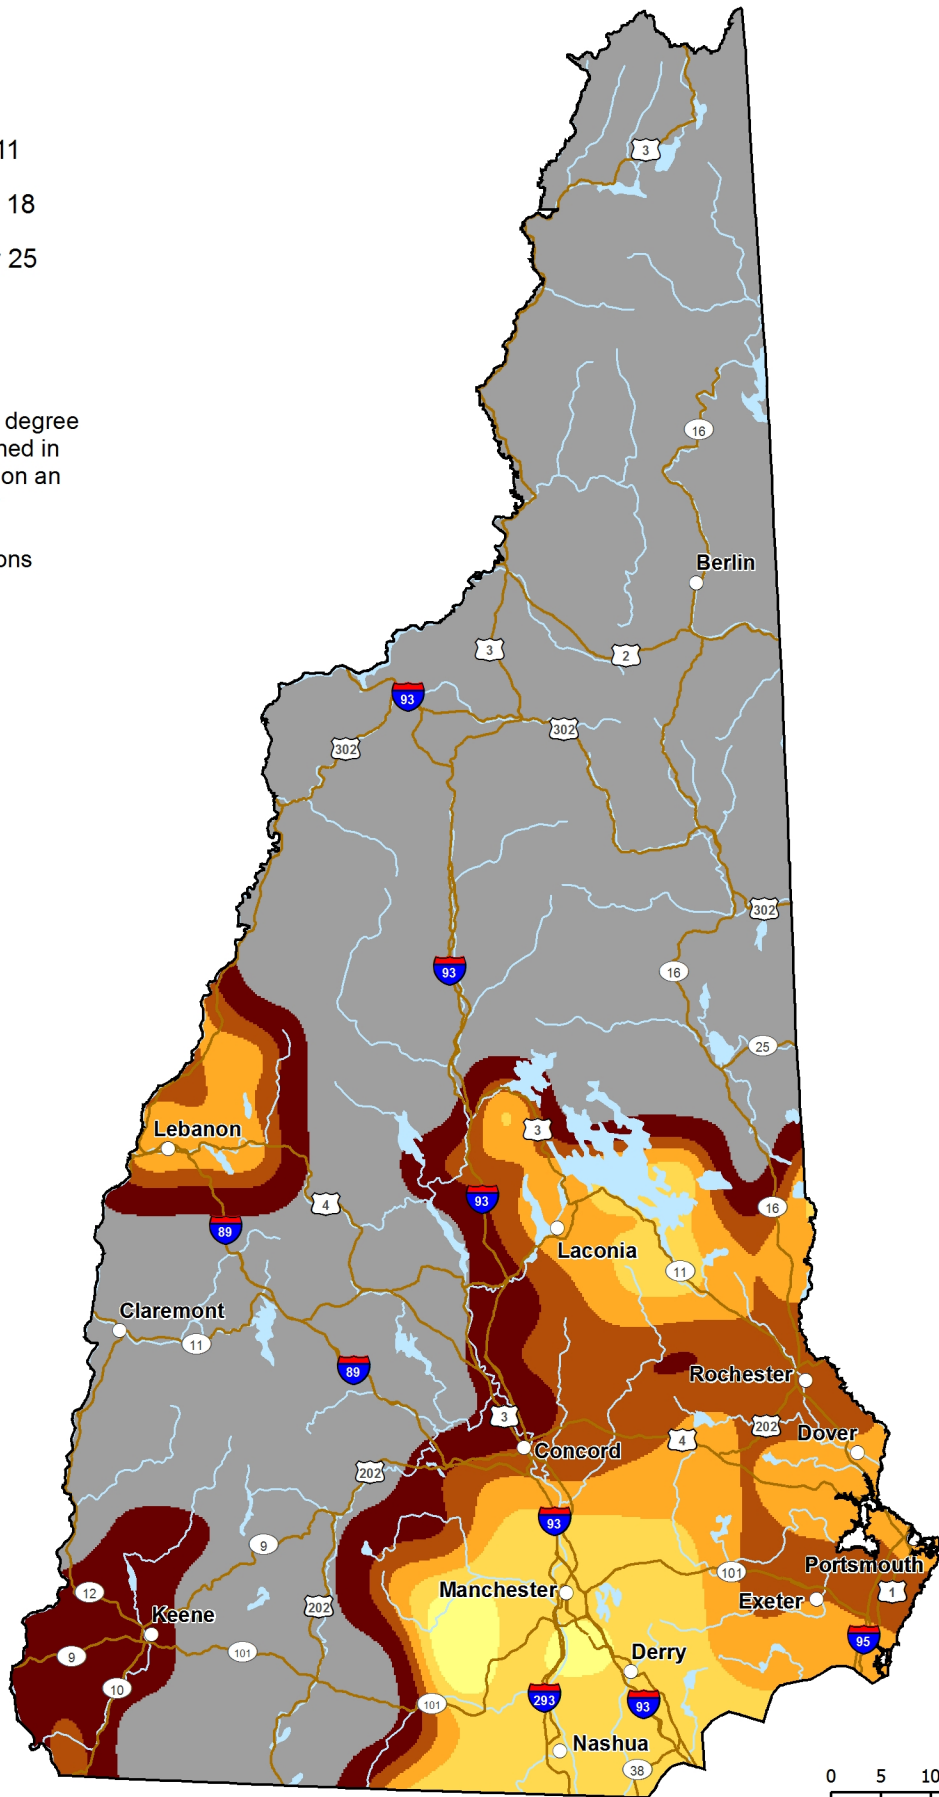 11
18
25
degree
ned in
on an
ons
3
16
Berlin
3
2
93
302
302
302
93
16
25
Lebanon
3
4
93
16
89
Laconia
11
Claremont
11
89
Rochester
3
202
Dover
4
Concord
202
93
9
Portsmouth
101
12
Manchester
1
202
Exeter
Keene
95
9
101
Derry
10
293
93
101
Nashua
38
0 5 10